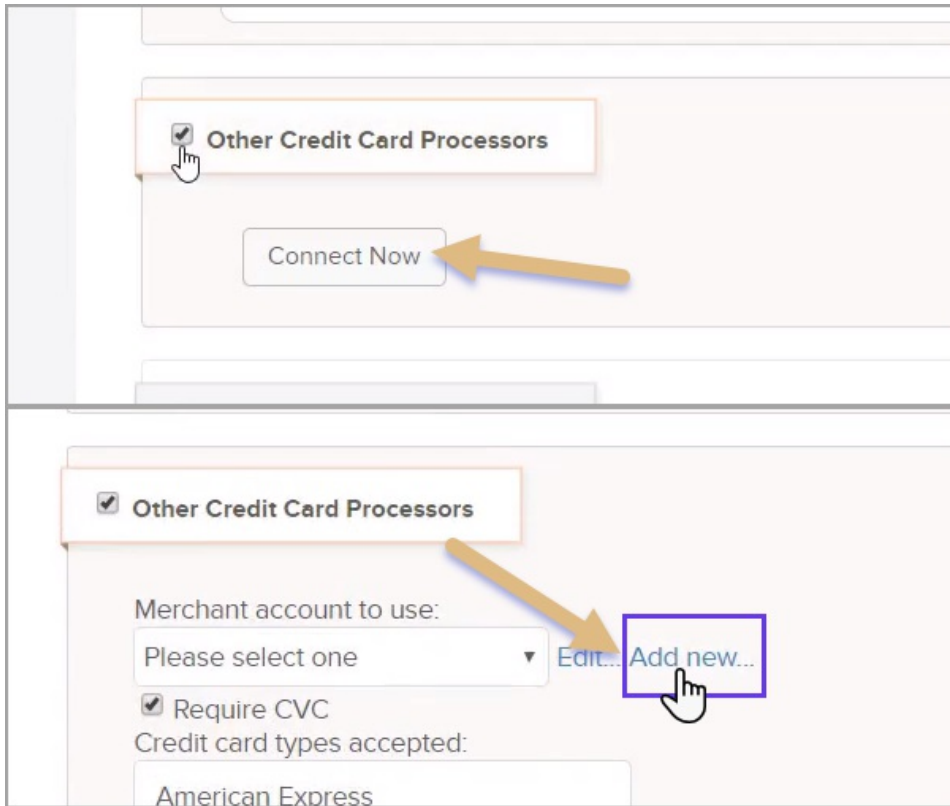 Other Credit Card Processors
Connect Now
Other Credit Card Processors
Merchant account to use:
Please select one Edit... Add new...
Require CVC
Credit card types accepted:
American Express